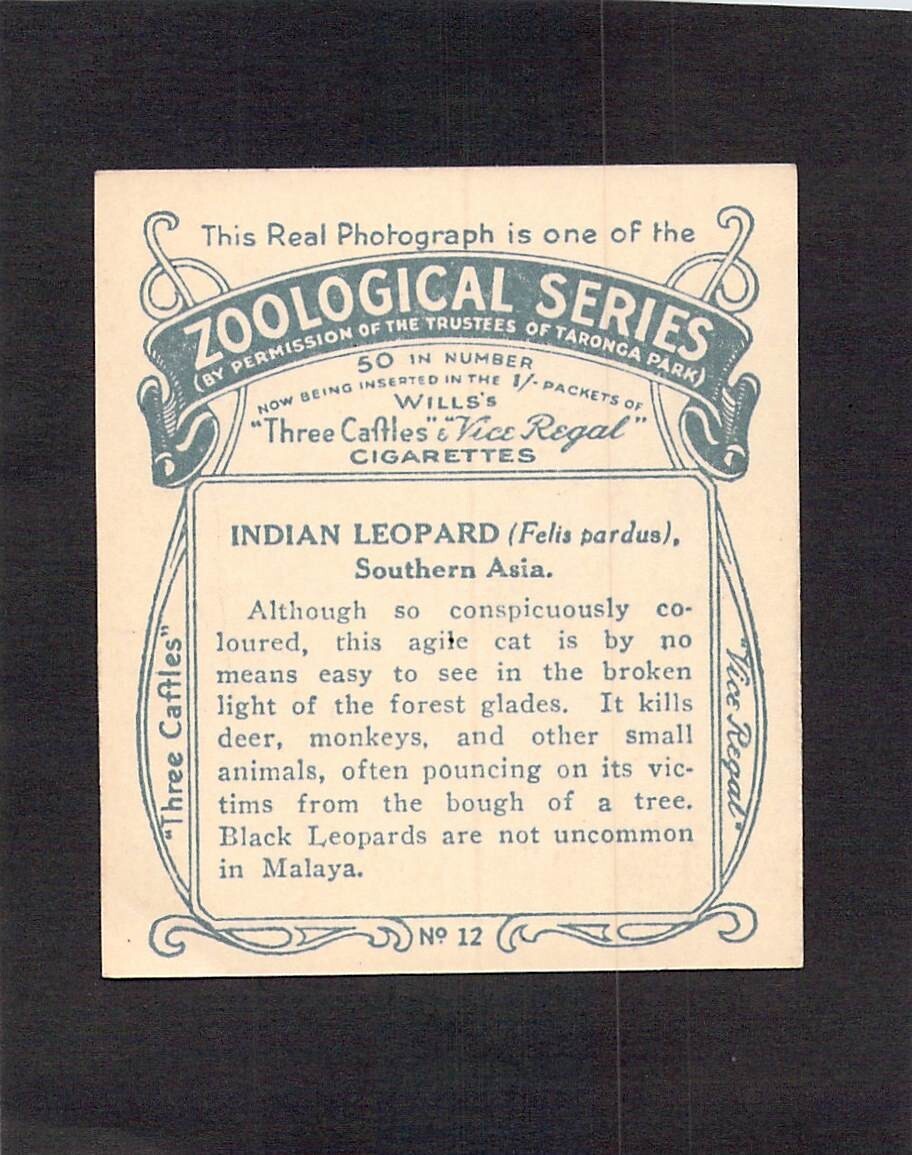 This Real Photograph is one of the
ZOOLOGICAL SERIES
(BY PERMISSION OF THE TRUSTEES OF TARONGA PARK)
50 IN NUMBER
NOW BEING INSERTED IN THE 1/- PACKETS OF
WILLS'S
"Three Castles" & "Vice Regal"
CIGARETTES
INDIAN LEOPARD (Felis pardus),
Southern Asia.
Although so conspicuously co-
loured, this agile cat is by no
means easy to see in the broken
light of the forest glades. It kills
deer, monkeys, and other small
animals, often pouncing on its vic-
tims from the bough of a tree.
Black Leopards are not uncommon
in Malaya.
"Three Castles"
"Vice Regal"
Nº 12